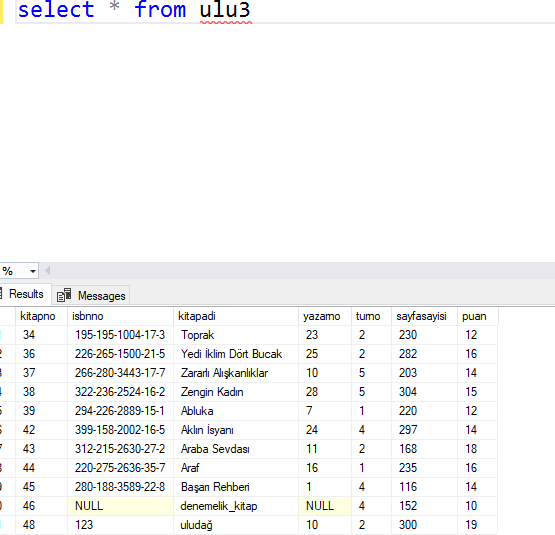 select * from ulu3
%
Results Messages
kitapno isbnno kitapadi yazarno turno sayfasayisi puan
34 195-195-1004-17-3 Toprak 23 2 230 12
36 226-265-1500-21-5 Yedi İklim Dört Bucak 25 2 282 16
37 266-280-3443-17-7 Zararlı Alışkanlıklar 10 5 203 14
38 322-236-2524-16-2 Zengin Kadın 28 5 304 15
39 294-226-2889-15-1 Abluka 7 1 220 12
42 399-158-2002-16-5 Aklın İsyanı 24 4 297 14
43 312-215-2630-27-2 Araba Sevdası 11 2 168 18
44 220-275-2636-35-7 Araf 16 1 235 16
45 280-188-3589-22-8 Başarı Rehberi 1 4 116 14
46 NULL denemelik_kitap NULL 4 152 10
48 123 uludağ 10 2 300 19